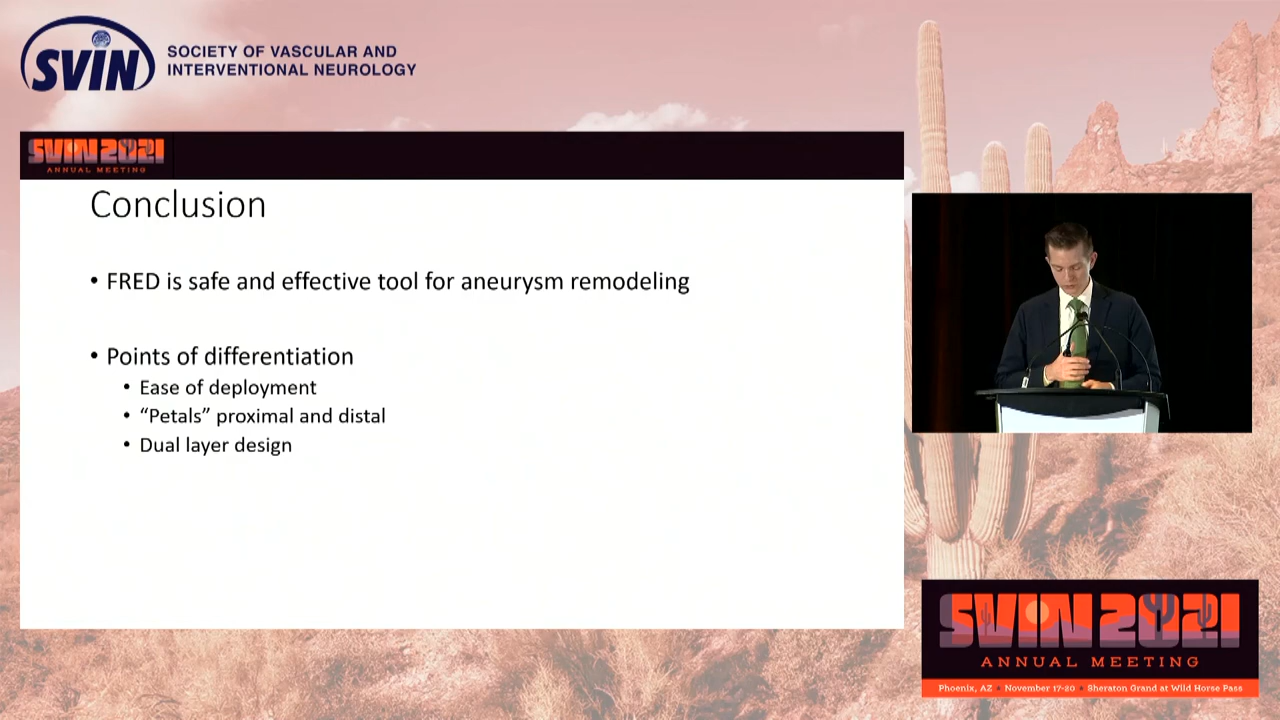 SVIN
SOCIETY OF VASCULAR AND
INTERVENTIONAL NEUROLOGY
SVIN 2021
ANNUAL MEETING
Conclusion
• FRED is safe and effective tool for aneurysm remodeling
• Points of differentiation
• Ease of deployment
• “Petals” proximal and distal
• Dual layer design
SVIN 2021
ANNUAL MEETING
Phoenix, AZ • November 17-20 • Sheraton Grand at Wild Horse Pass